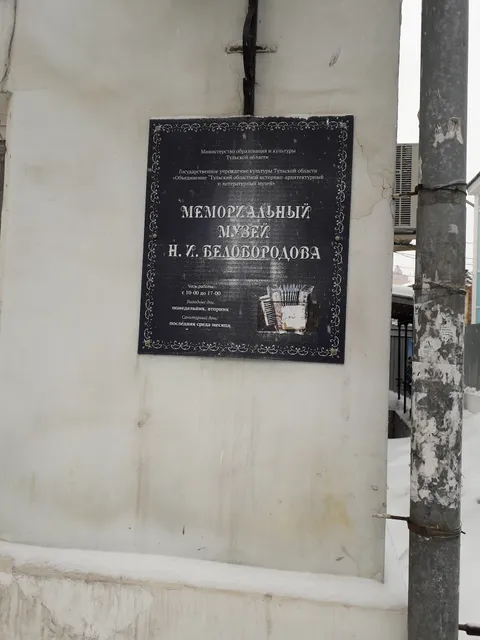 Министерство образования и культуры
Тульской области
Государственное учреждение культуры Тульской области
«Объединение "Тульский областной историко-архитектурный
и литературный музей»
МЕМОРИАЛЬНЫЙ
МУЗЕЙ
Н. И. БЕЛОБОРОДОВА
Часы работы:
с 10-00 до 17-00
Выходные дни:
понедельник, вторник
Санитарный день:
последняя среда месяца